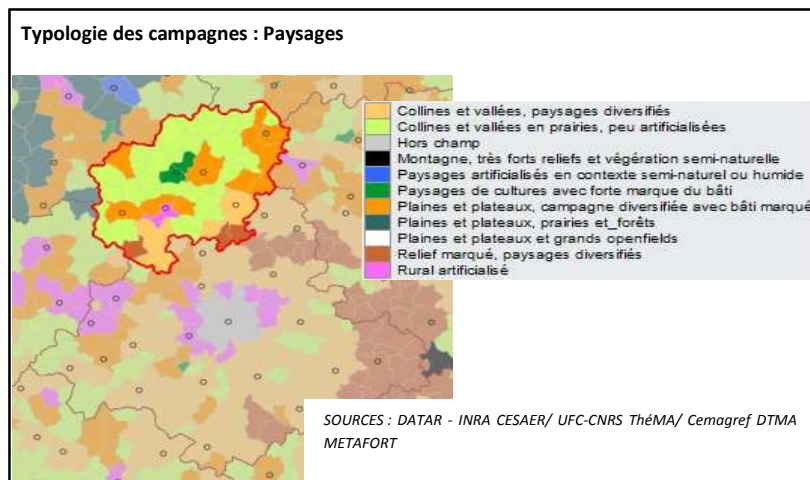 Typologie des campagnes : Paysages
Collines et vallées, paysages diversifiés
Collines et vallées en prairies, peu artificialisées
Hors champ
Montagne, très forts reliefs et végération semi-naturelle
Paysages artificialisés en contexte semi-naturel ou humide
Paysages de cultures avec forte marque du bâti
Plaines et plateaux, campagne diversifiée avec bâti marqué
Plaines et plateaux, prairies et_forêts
Plaines et plateaux et grands openfields
Relief marqué, paysages diversifiés
Rural artificialisé
SOURCES : DATAR - INRA CESAER/ UFC-CNRS ThéMA/ Cemagref DTMA
METAFORT